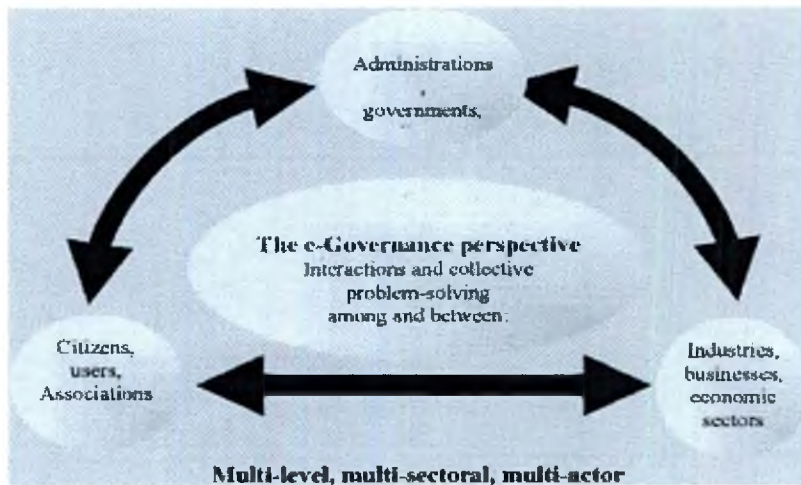 Administrations
-
governments,
The e-Governance perspective
Interactions and collective
problem-solving
among and between:
Citizens,
users,
Associations
Industries,
businesses,
economic
sectors
Multi-level, multi-sectoral, multi-actor